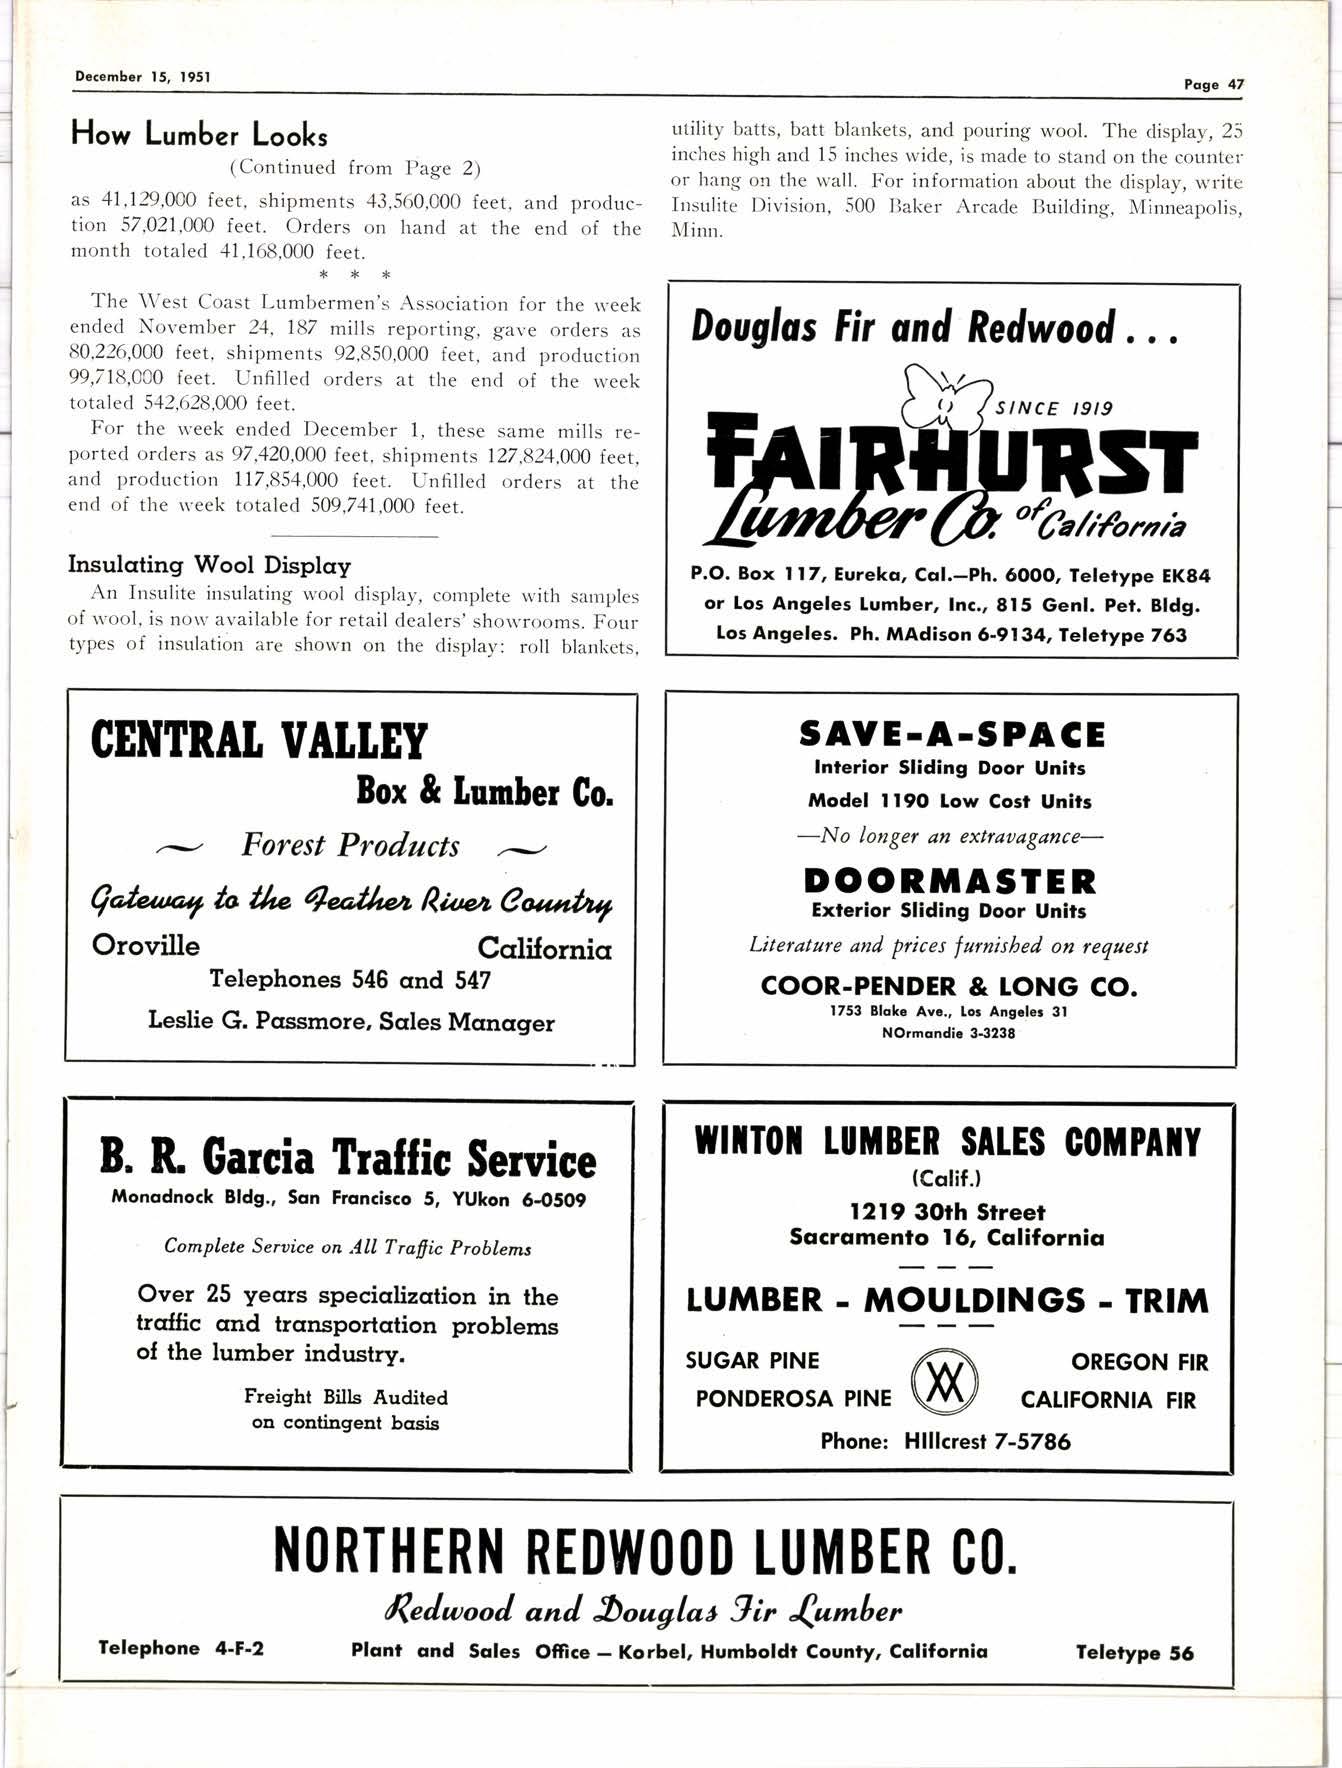 December 15, 1951
Page 47
How Lumber Looks
(Continued from Page 2)
as 41,129,000 feet, shipments 43,560,000 feet, and produc-
tion 57,021,000 feet. Orders on hand at the end of the
month totaled 41,168,000 feet.
* * *
The West Coast Lumbermen's Association for the week
ended November 24, 187 mills reporting, gave orders as
80,226,000 feet, shipments 92,850,000 feet, and production
99,718,000 feet. Unfilled orders at the end of the week
totaled 542,628,000 feet.
For the week ended December 1, these same mills re-
ported orders as 97,420,000 feet, shipments 127,824,000 feet,
and production 117,854,000 feet. Unfilled orders at the
end of the week totaled 509,741,000 feet.
Insulating Wool Display
An Insulite insulating wool display, complete with samples
of wool, is now available for retail dealers' showrooms. Four
types of insulation are shown on the display: roll blankets,
utility batts, batt blankets, and pouring wool. The display, 25
inches high and 15 inches wide, is made to stand on the counter
or hang on the wall. For information about the display, write
Insulite Division, 500 Baker Arcade Building, Minneapolis,
Minn.
Douglas Fir and Redwood . . .
SINCE 1919
FAIRHURST
Lumber Co. of California
P.O. Box 117, Eureka, Cal.—Ph. 6000, Teletype EK84
or Los Angeles Lumber, Inc., 815 Genl. Pet. Bldg.
Los Angeles. Ph. MAdison 6-9134, Teletype 763
CENTRAL VALLEY
Box & Lumber Co.
Forest Products
Gateway to the Feather River Country
Oroville California
Telephones 546 and 547
Leslie G. Passmore, Sales Manager
SAVE-A-SPACE
Interior Sliding Door Units
Model 1190 Low Cost Units
—No longer an extravagance—
DOORMASTER
Exterior Sliding Door Units
Literature and prices furnished on request
COOR-PENDER & LONG CO.
1753 Blake Ave., Los Angeles 31
NOrmandie 3-3238
B. R. Garcia Traffic Service
Monadnock Bldg., San Francisco 5, YUkon 6-0509
Complete Service on All Traffic Problems
Over 25 years specialization in the
traffic and transportation problems
of the lumber industry.
Freight Bills Audited
on contingent basis
WINTON LUMBER SALES COMPANY
(Calif.)
1219 30th Street
Sacramento 16, California
— — —
LUMBER - MOULDINGS - TRIM
— — —
SUGAR PINE OREGON FIR
PONDEROSA PINE CALIFORNIA FIR
Phone: HIllcrest 7-5786
NORTHERN REDWOOD LUMBER CO.
Redwood and Douglas Fir Lumber
Telephone 4-F-2 Plant and Sales Office — Korbel, Humboldt County, California Teletype 56